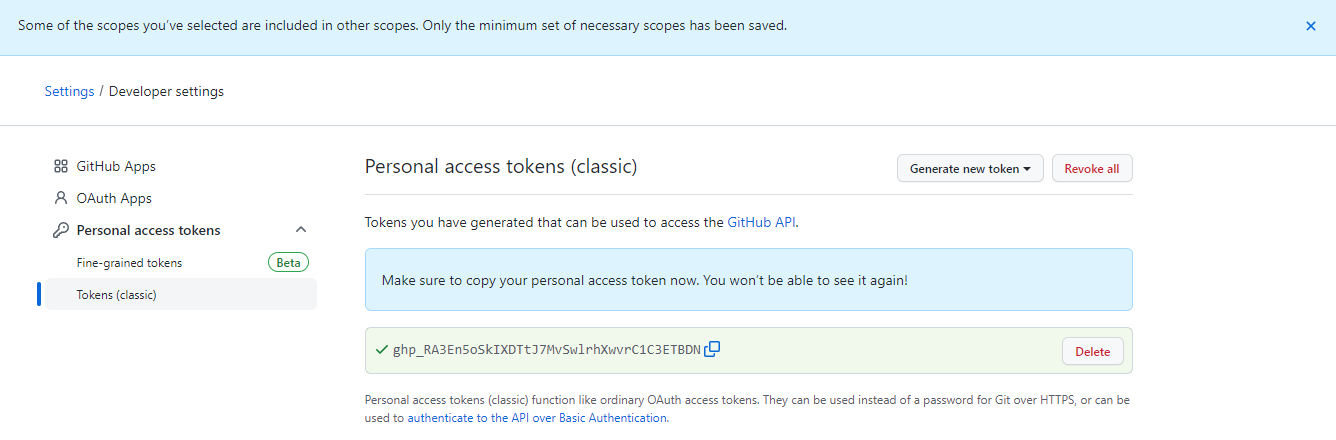 Some of the scopes you've selected are included in other scopes. Only the minimum set of necessary scopes has been saved.
Settings / Developer settings
GitHub Apps
OAuth Apps
Personal access tokens
Fine-grained tokens Beta
Tokens (classic)
Personal access tokens (classic) Generate new token Revoke all
Tokens you have generated that can be used to access the GitHub API.
Make sure to copy your personal access token now. You won't be able to see it again!
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 Delete
Personal access tokens (classic) function like ordinary OAuth access tokens. They can be used instead of a password for Git over HTTPS, or can be
used to authenticate to the API over Basic Authentication.